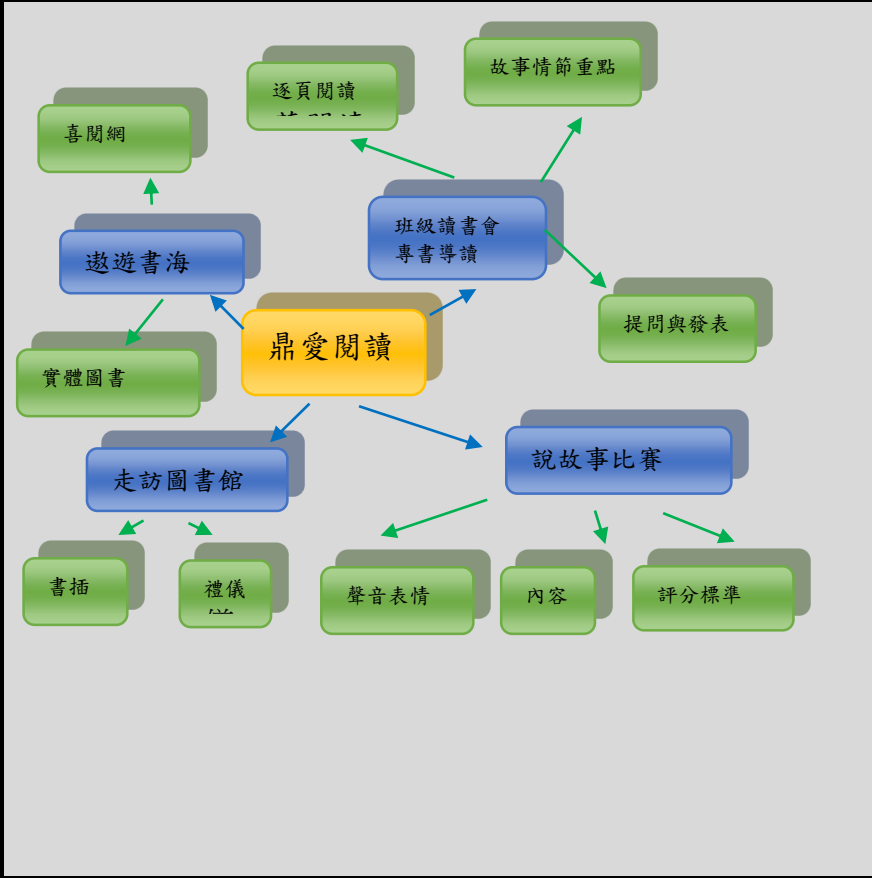 故事情節重點
逐頁閱讀
喜閱網
班級讀書會
專書導讀
遨遊書海
提問與發表
鼎愛閱讀
實體圖書
說故事比賽
走訪圖書館
書插
禮儀
聲音表情
內容
評分標準